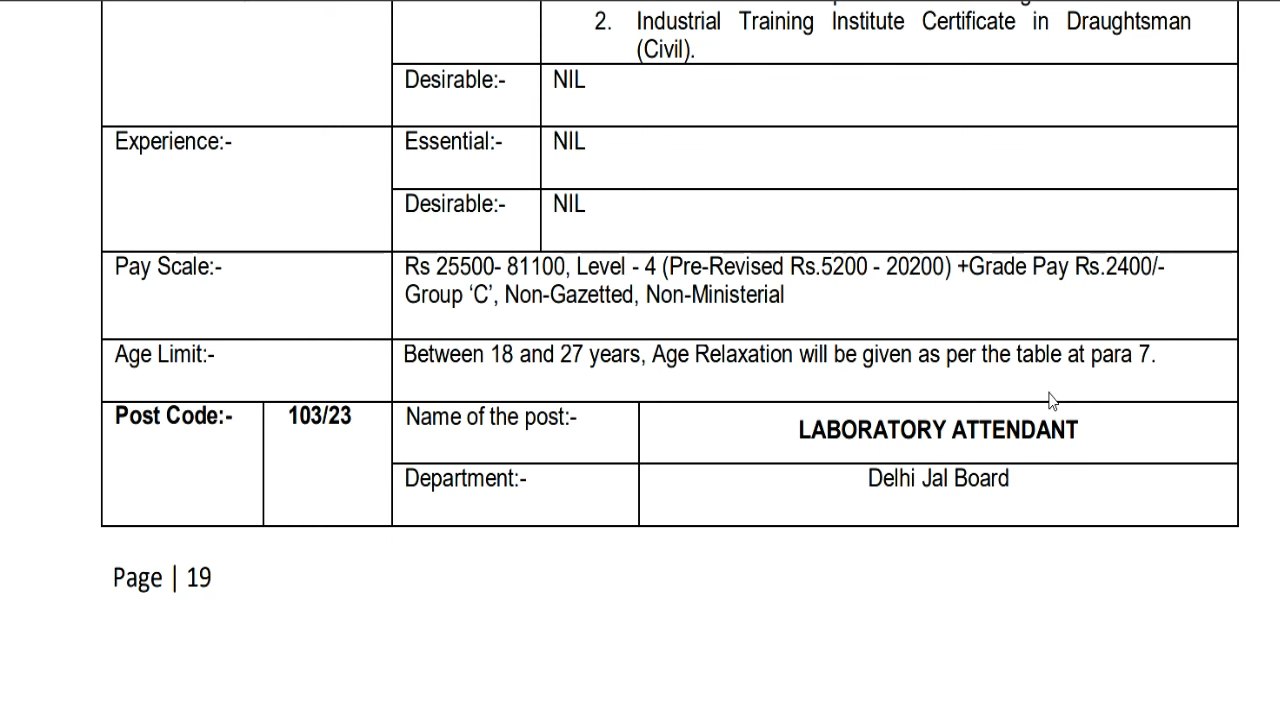 2. Industrial Training Institute Certificate in Draughtsman
(Civil).
Desirable:- NIL
Experience:- Essential:- NIL
Desirable:- NIL
Pay Scale:- Rs 25500- 81100, Level - 4 (Pre-Revised Rs.5200 - 20200) +Grade Pay Rs.2400/-
Group ‘C’, Non-Gazetted, Non-Ministerial
Age Limit:- Between 18 and 27 years, Age Relaxation will be given as per the table at para 7.
Post Code:- 103/23 Name of the post:- LABORATORY ATTENDANT
Department:- Delhi Jal Board
Page | 19